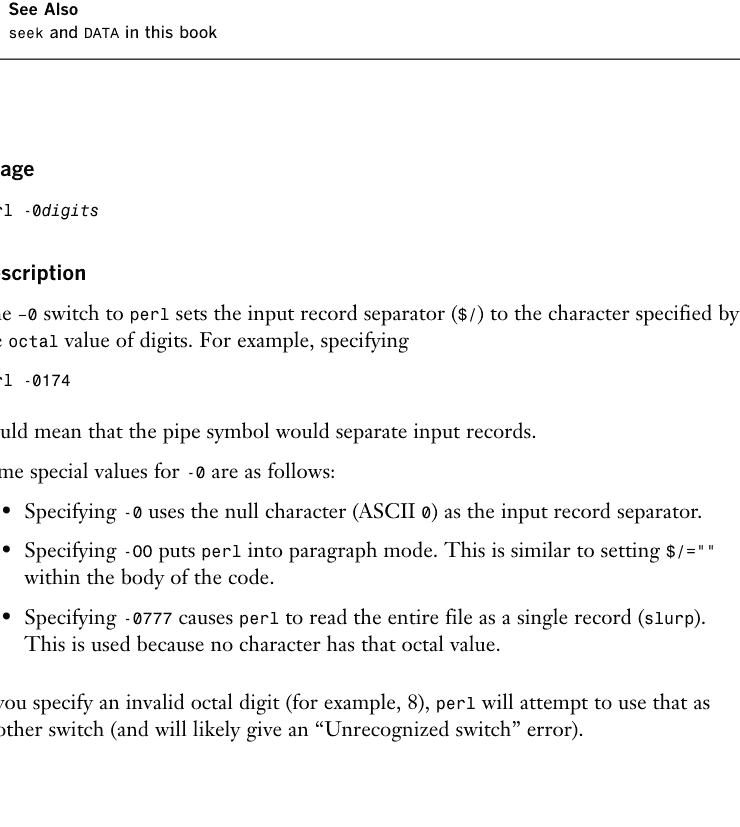 See Also
seek and DATA in this book
age
rl -0digits
scription
e –0 switch to perl sets the input record separator ($/) to the character specified by
e octal value of digits. For example, specifying
rl -0174
uld mean that the pipe symbol would separate input records.
me special values for -0 are as follows:
• Specifying -0 uses the null character (ASCII 0) as the input record separator.
• Specifying -OO puts perl into paragraph mode. This is similar to setting $/=""
within the body of the code.
• Specifying -0777 causes perl to read the entire file as a single record (slurp).
This is used because no character has that octal value.
you specify an invalid octal digit (for example, 8), perl will attempt to use that as
other switch (and will likely give an “Unrecognized switch” error).